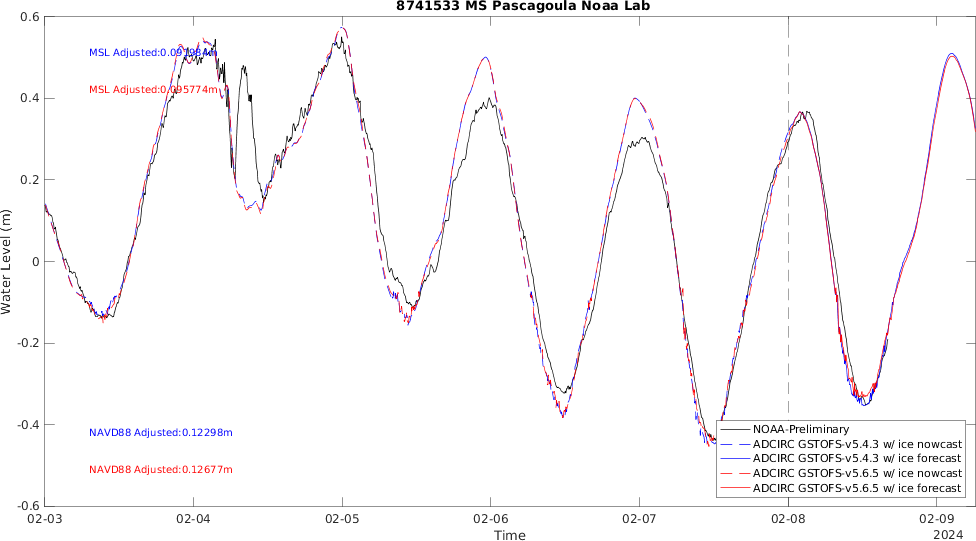 8741533 MS Pascagoula Noaa Lab
0.6
MSL Adjusted:
MSL Adjusted:0.095774m
0.4
0.2
Water Level (m)
0
-0.2
-0.4
NAVD88 Adjusted:0.12298m
NAVD88 Adjusted:0.12677m
-0.6
NOAA-Preliminary
ADCIRC GSTOFS-v5.4.3 w/ ice nowcast
ADCIRC GSTOFS-v5.4.3 w/ ice forecast
ADCIRC GSTOFS-v5.6.5 w/ ice nowcast
ADCIRC GSTOFS-v5.6.5 w/ ice forecast
02-03 02-04 02-05 02-06 02-07 02-08 02-09
Time
2024